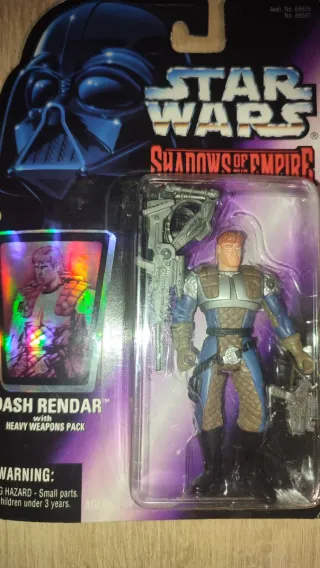 STAR
WARS
SHADOWS OF THE EMPIRE
DASH RENDAR™
with
HEAVY WEAPONS PACK
WARNING:
G HAZARD - Small parts.
children under 3 years.